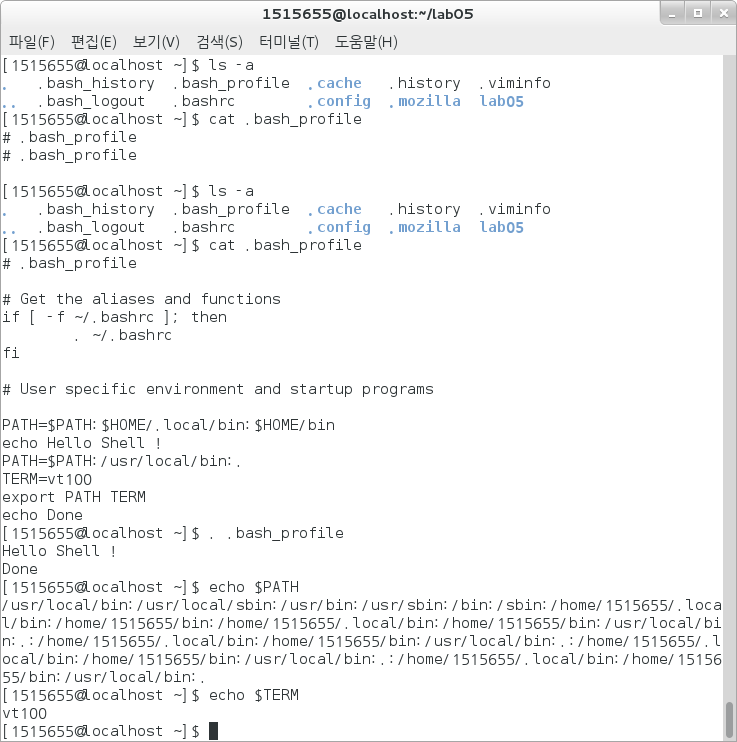 1515655@localhost:~/lab05
파일(F) 편집(E) 보기(V) 검색(S) 터미널(T) 도움말(H)
[1515655@localhost ~]$ ls -a
.   .bash_history  .bash_profile  .cache   .history  .viminfo
..  .bash_logout   .bashrc        .config  .mozilla  lab05
[1515655@localhost ~]$ cat .bash_profile
# .bash_profile
# .bash_profile

[1515655@localhost ~]$ ls -a
.   .bash_history  .bash_profile  .cache   .history  .viminfo
..  .bash_logout   .bashrc        .config  .mozilla  lab05
[1515655@localhost ~]$ cat .bash_profile
# .bash_profile

# Get the aliases and functions
if [ -f ~/.bashrc ]; then
        . ~/.bashrc
fi

# User specific environment and startup programs

PATH=$PATH:$HOME/.local/bin:$HOME/bin
echo Hello Shell !
PATH=$PATH:/usr/local/bin:.
TERM=vt100
export PATH TERM
echo Done
[1515655@localhost ~]$ . .bash_profile
Hello Shell !
Done
[1515655@localhost ~]$ echo $PATH
/usr/local/bin:/usr/local/sbin:/usr/bin:/usr/sbin:/bin:/sbin:/home/1515655/.loca
l/bin:/home/1515655/bin:/home/1515655/.local/bin:/home/1515655/bin:/usr/local/bi
n:.:/home/1515655/.local/bin:/home/1515655/bin:/usr/local/bin:.:/home/1515655/.l
ocal/bin:/home/1515655/bin:/usr/local/bin:.:/home/1515655/.local/bin:/home/15156
55/bin:/usr/local/bin:.
[1515655@localhost ~]$ echo $TERM
vt100
[1515655@localhost ~]$